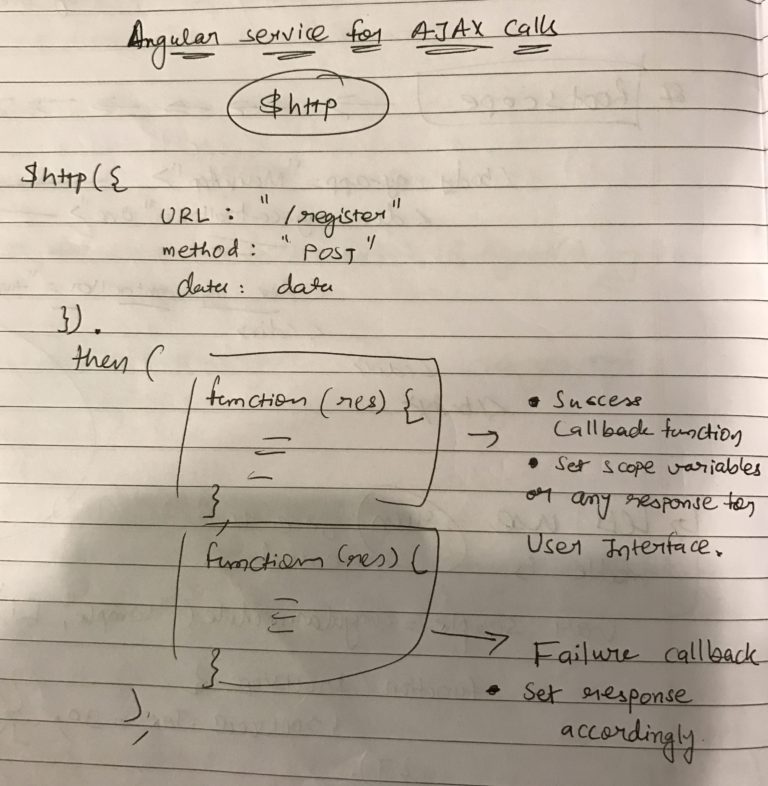 Angular service for AJAX calls
$http
$http({
URL : "/register"
method : "POST"
data : data
}).
then (
function (res) {
}
,
function (res) {
}
);
• Success
Callback function
• Set scope variables
or any response for
User Interface.
Failure callback
• Set response
accordingly.